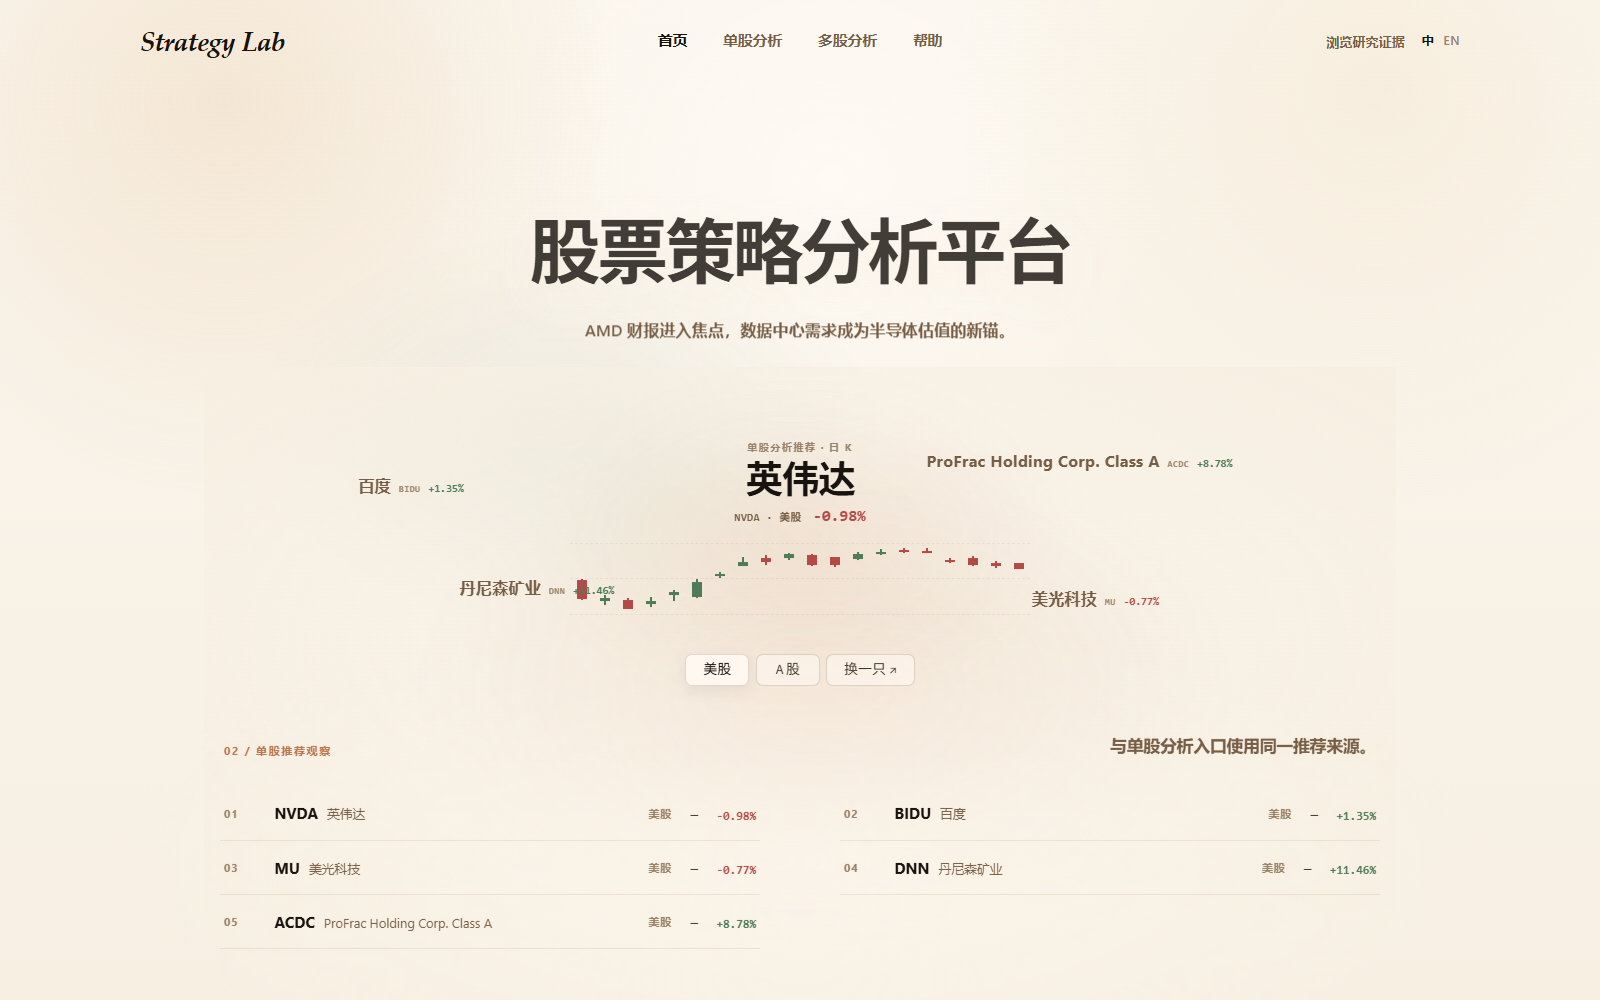 Strategy Lab
首页 单股分析 多股分析 帮助
浏览研究证据 中 EN
股票策略分析平台
AMD 财报进入焦点，数据中心需求成为半导体估值的新锚。
单股分析推荐 · 日 K
英伟达
NVDA · 美股 -0.98%
ProFrac Holding Corp. Class A ACDC +8.78%
百度 BIDU +1.35%
丹尼森矿业 DNN +11.46%
美光科技 MU -0.77%
美股 A 股 换一只 ↗
02 / 单股推荐观察
与单股分析入口使用同一推荐来源。
01 NVDA 英伟达 美股 — -0.98%
02 BIDU 百度 美股 — +1.35%
03 MU 美光科技 美股 — -0.77%
04 DNN 丹尼森矿业 美股 — +11.46%
05 ACDC ProFrac Holding Corp. Class A 美股 — +8.78%